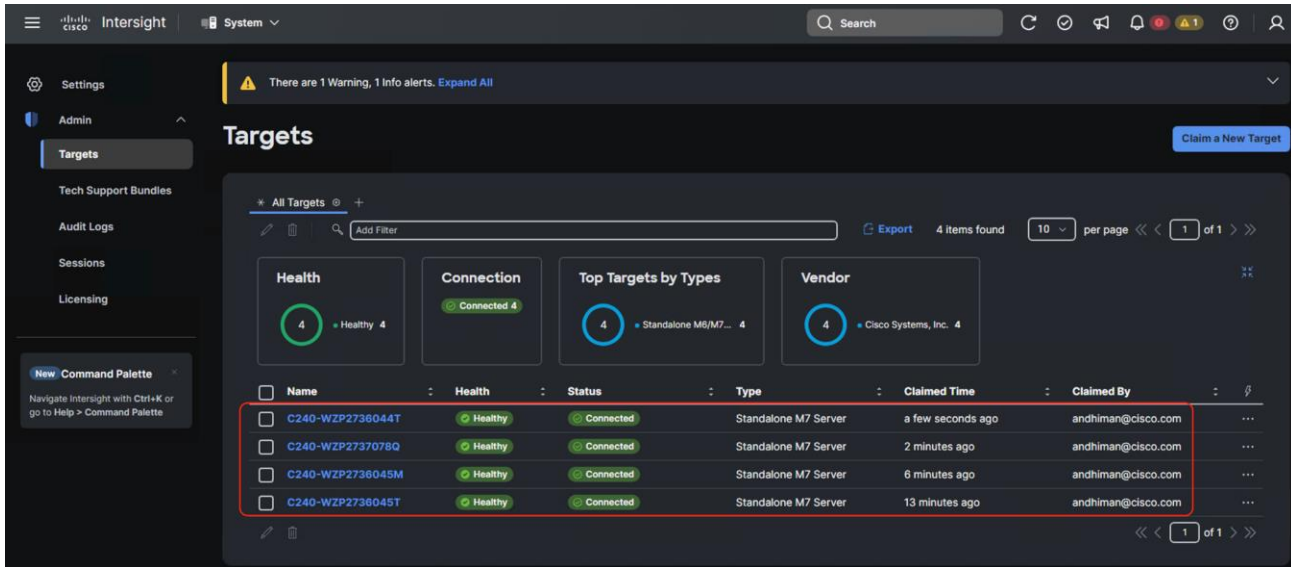 cisco Intersight System Search 1
Settings
There are 1 Warning, 1 Info alerts. Expand All
Admin
Targets
Claim a New Target
Targets
Tech Support Bundles
All Targets +
Audit Logs
Add Filter Export 4 items found 10 per page 1 of 1
Sessions
Health Connection Top Targets by Types Vendor
Licensing
Connected 4
4 Healthy 4 4 Standalone M6/M7... 4 4 Cisco Systems, Inc. 4
New Command Palette
Navigate Intersight with Ctrl+K or
go to Help > Command Palette
Name Health Status Type Claimed Time Claimed By
C240-WZP2736044T Healthy Connected Standalone M7 Server a few seconds ago andhiman@cisco.com ...
C240-WZP2737078Q Healthy Connected Standalone M7 Server 2 minutes ago andhiman@cisco.com ...
C240-WZP2736045M Healthy Connected Standalone M7 Server 6 minutes ago andhiman@cisco.com ...
C240-WZP2736045T Healthy Connected Standalone M7 Server 13 minutes ago andhiman@cisco.com ...
1 of 1